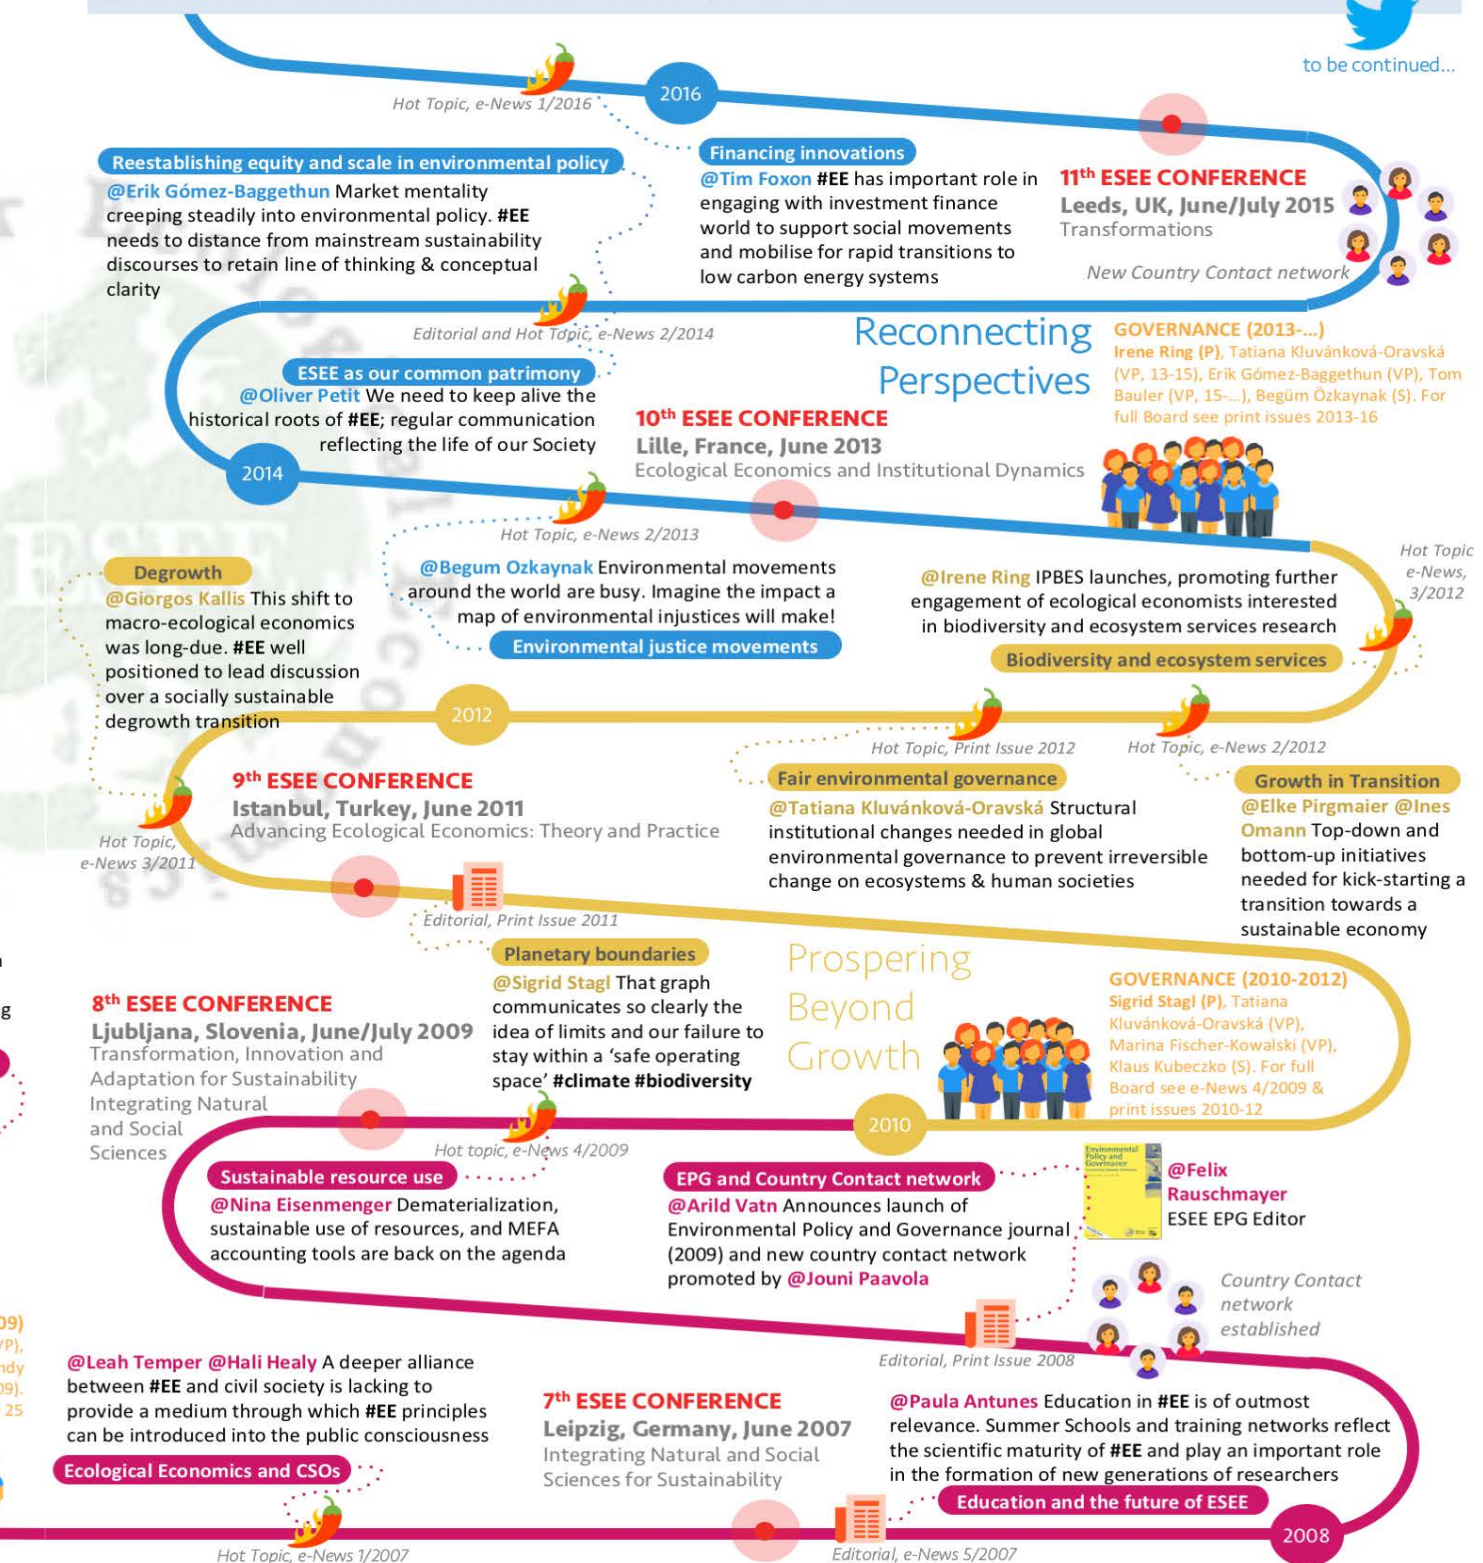 to be continued...
Hot Topic, e-News 1/2016
2016
Reestablishing equity and scale in environmental policy
@Erik Gómez-Baggethun Market mentality
creeping steadily into environmental policy. #EE
needs to distance from mainstream sustainability
discourses to retain line of thinking & conceptual
clarity
Financing innovations
@Tim Foxon #EE has important role in
engaging with investment finance
world to support social movements
and mobilise for rapid transitions to
low carbon energy systems
11th ESEE CONFERENCE
Leeds, UK, June/July 2015
Transformations
New Country Contact network
Editorial and Hot Topic, e-News 2/2014
Reconnecting
Perspectives
GOVERNANCE (2013-...)
Irene Ring (P), Tatiana Kluvánková-Oravská
(VP, 13-15), Erik Gómez-Baggethun (VP), Tom
Bauler (VP, 15-...), Begüm Özkaynak (S). For
full Board see print issues 2013-16
ESEE as our common patrimony
@Oliver Petit We need to keep alive the
historical roots of #EE; regular communication
reflecting the life of our Society
2014
10th ESEE CONFERENCE
Lille, France, June 2013
Ecological Economics and Institutional Dynamics
Hot Topic, e-News 2/2013
@Begum Ozkaynak Environmental movements
around the world are busy. Imagine the impact a
map of environmental injustices will make!
Environmental justice movements
Hot Topic
e-News,
3/2012
@Irene Ring IPBES launches, promoting further
engagement of ecological economists interested
in biodiversity and ecosystem services research
Biodiversity and ecosystem services
Degrowth
@Giorgos Kallis This shift to
macro-ecological economics
was long-due. #EE well
positioned to lead discussion
over a socially sustainable
degrowth transition
2012
Hot Topic, Print Issue 2012
Hot Topic, e-News 2/2012
Fair environmental governance
@Tatiana Kluvánková-Oravská Structural
institutional changes needed in global
environmental governance to prevent irreversible
change on ecosystems & human societies
Growth in Transition
@Elke Pirgmaier @Ines
Omann Top-down and
bottom-up initiatives
needed for kick-starting a
transition towards a
sustainable economy
9th ESEE CONFERENCE
Istanbul, Turkey, June 2011
Advancing Ecological Economics: Theory and Practice
Hot Topic,
e-News 3/2011
Editorial, Print Issue 2011
Planetary boundaries
@Sigrid Stagl That graph
communicates so clearly the
idea of limits and our failure to
stay within a ‘safe operating
space’ #climate #biodiversity
Prospering
Beyond
Growth
GOVERNANCE (2010-2012)
Sigrid Stagl (P), Tatiana
Kluvánková-Oravská (VP),
Marina Fischer-Kowalski (VP),
Klaus Kubeczko (S). For full
Board see e-News 4/2009 &
print issues 2010-12
8th ESEE CONFERENCE
Ljubljana, Slovenia, June/July 2009
Transformation, Innovation and
Adaptation for Sustainability
Integrating Natural
and Social
Sciences
2010
Hot topic, e-News 4/2009
Sustainable resource use
@Nina Eisenmenger Dematerialization,
sustainable use of resources, and MEFA
accounting tools are back on the agenda
EPG and Country Contact network
@Arild Vatn Announces launch of
Environmental Policy and Governance journal
(2009) and new country contact network
promoted by @Jouni Paavola
Environmental
Policy and
Governance
@Felix
Rauschmayer
ESEE EPG Editor
Country Contact
network
established
Editorial, Print Issue 2008
@Leah Temper @Hali Healy A deeper alliance
between #EE and civil society is lacking to
provide a medium through which #EE principles
can be introduced into the public consciousness
Ecological Economics and CSOs
7th ESEE CONFERENCE
Leipzig, Germany, June 2007
Integrating Natural and Social
Sciences for Sustainability
@Paula Antunes Education in #EE is of outmost
relevance. Summer Schools and training networks reflect
the scientific maturity of #EE and play an important role
in the formation of new generations of researchers
Education and the future of ESEE
2008
Hot Topic, e-News 1/2007
Editorial, e-News 5/2007